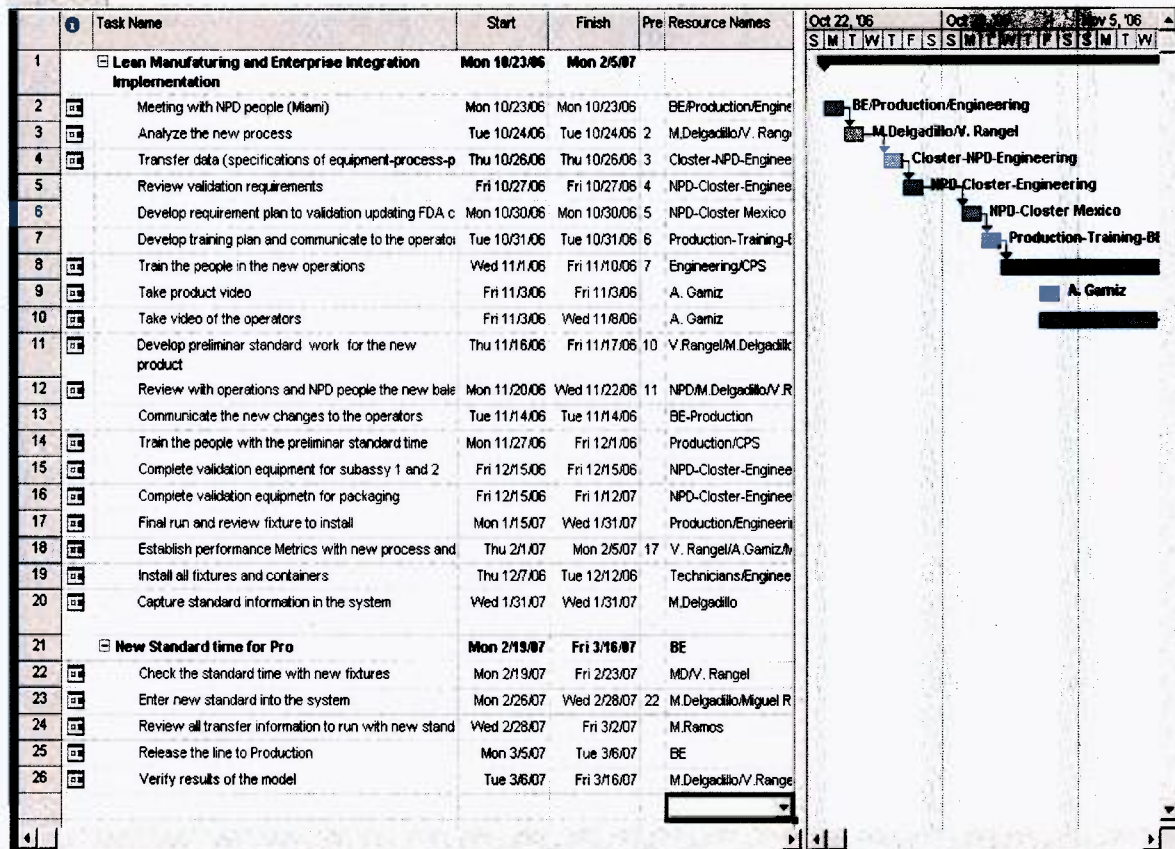 Task Name Start Finish Pre Resource Names Oct 22, '06 Nov 5, '06
S M T W T F S S M T W T F S S M T W
1 Lean Manufaturing and Enterprise Integration Mon 10/23/06 Mon 2/5/07
Implementation
2 Meeting with NPD people (Miami) Mon 10/23/06 Mon 10/23/06 BE/Production/Engine BE/Production/Engineering
3 Analyze the new process Tue 10/24/06 Tue 10/24/06 2 M.Delgadillo/V. Rang M.Delgadillo/V. Rangel
4 Transfer data (specifications of equipment-process-p Thu 10/26/06 Thu 10/26/06 3 Closter-NPD-Enginee Closter-NPD-Engineering
5 Review validation requirements Fri 10/27/06 Fri 10/27/06 4 NPD-Closter-Enginee NPD-Closter-Engineering
6 Develop requirement plan to validation updating FDA c Mon 10/30/06 Mon 10/30/06 5 NPD-Closter Mexico NPD-Closter Mexico
7 Develop training plan and communicate to the operato Tue 10/31/06 Tue 10/31/06 6 Production-Training-E Production-Training-BE
8 Train the people in the new operations Wed 11/1/06 Fri 11/10/06 7 Engineering/CPS
9 Take product video Fri 11/3/06 Fri 11/3/06 A. Gamiz A. Gamiz
10 Take video of the operators Fri 11/3/06 Wed 11/8/06 A. Gamiz
11 Develop preliminar standard work for the new Thu 11/16/06 Fri 11/17/06 10 V.Rangel/M.Delgadillo
product
12 Review with operations and NPD people the new bala Mon 11/20/06 Wed 11/22/06 11 NPD/M.Delgadillo/V.R
13 Communicate the new changes to the operators Tue 11/14/06 Tue 11/14/06 BE-Production
14 Train the people with the preliminar standard time Mon 11/27/06 Fri 12/1/06 Production/CPS
15 Complete validation equipment for subassy 1 and 2 Fri 12/15/06 Fri 12/15/06 NPD-Closter-Enginee
16 Complete validation equipmetn for packaging Fri 12/15/06 Fri 1/12/07 NPD-Closter-Enginee
17 Final run and review fixture to install Mon 1/15/07 Wed 1/31/07 Production/Engineeri
18 Establish performance Metrics with new process and Thu 2/1/07 Mon 2/5/07 17 V. Rangel/A.Gamiz/
19 Install all fixtures and containers Thu 12/7/06 Tue 12/12/06 Technicians/Enginee
20 Capture standard information in the system Wed 1/31/07 Wed 1/31/07 M.Delgadillo
21 New Standard time for Pro Mon 2/19/07 Fri 3/16/07 BE
22 Check the standard time with new fixtures Mon 2/19/07 Fri 2/23/07 MD/V. Rangel
23 Enter new standard into the system Mon 2/26/07 Wed 2/28/07 22 M.Delgadillo/Miguel R
24 Review all transfer information to run with new stand Wed 2/28/07 Fri 3/2/07 M.Ramos
25 Release the line to Production Mon 3/5/07 Tue 3/6/07 BE
26 Verify results of the model Tue 3/6/07 Fri 3/16/07 M.Delgadillo/V.Range